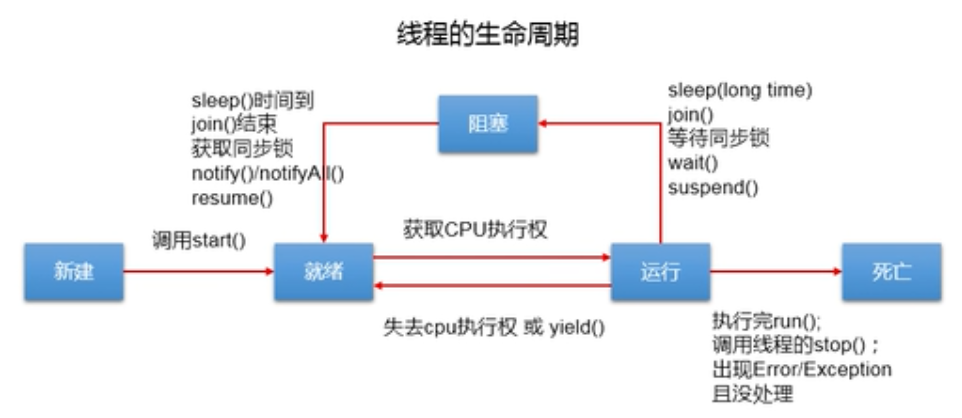 线程的生命周期
sleep()时间到
join()结束
获取同步锁
notify()/notifyAll()
resume()
阻塞
sleep(long time)
join()
等待同步锁
wait()
suspend()
调用start()
获取CPU执行权
新建
就绪
运行
死亡
失去cpu执行权 或 yield()
执行完run();
调用线程的stop() ;
出现Error/Exception
且没处理